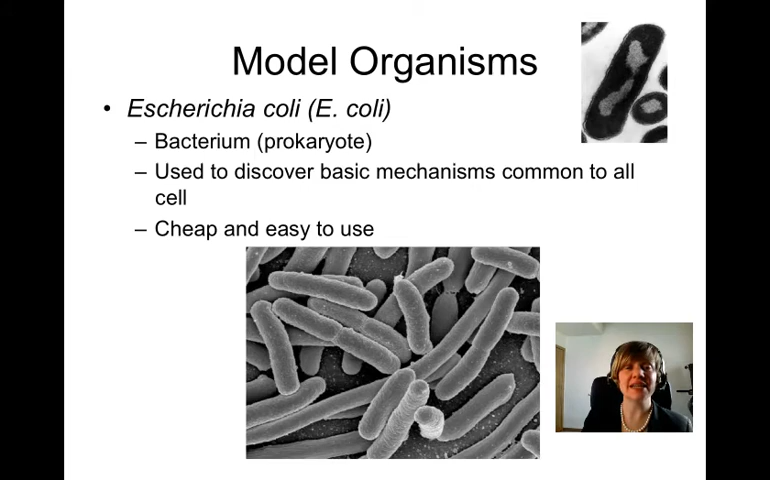 Model Organisms
• Escherichia coli (E. coli)
– Bacterium (prokaryote)
– Used to discover basic mechanisms common to all
cell
– Cheap and easy to use